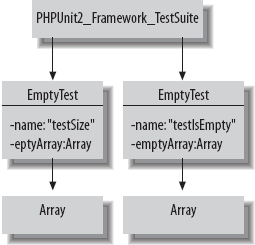 PHPUnit2_Framework_TestSuite
EmptyTest
-name: "testSize"
-eptyArray:Array
EmptyTest
-name: "testIsEmpty"
-emptyArray:Array
Array
Array